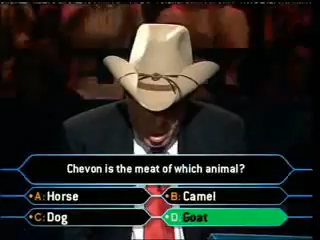 Chevon is the meat of which animal?
A: Horse
B: Camel
C: Dog
D: Goat